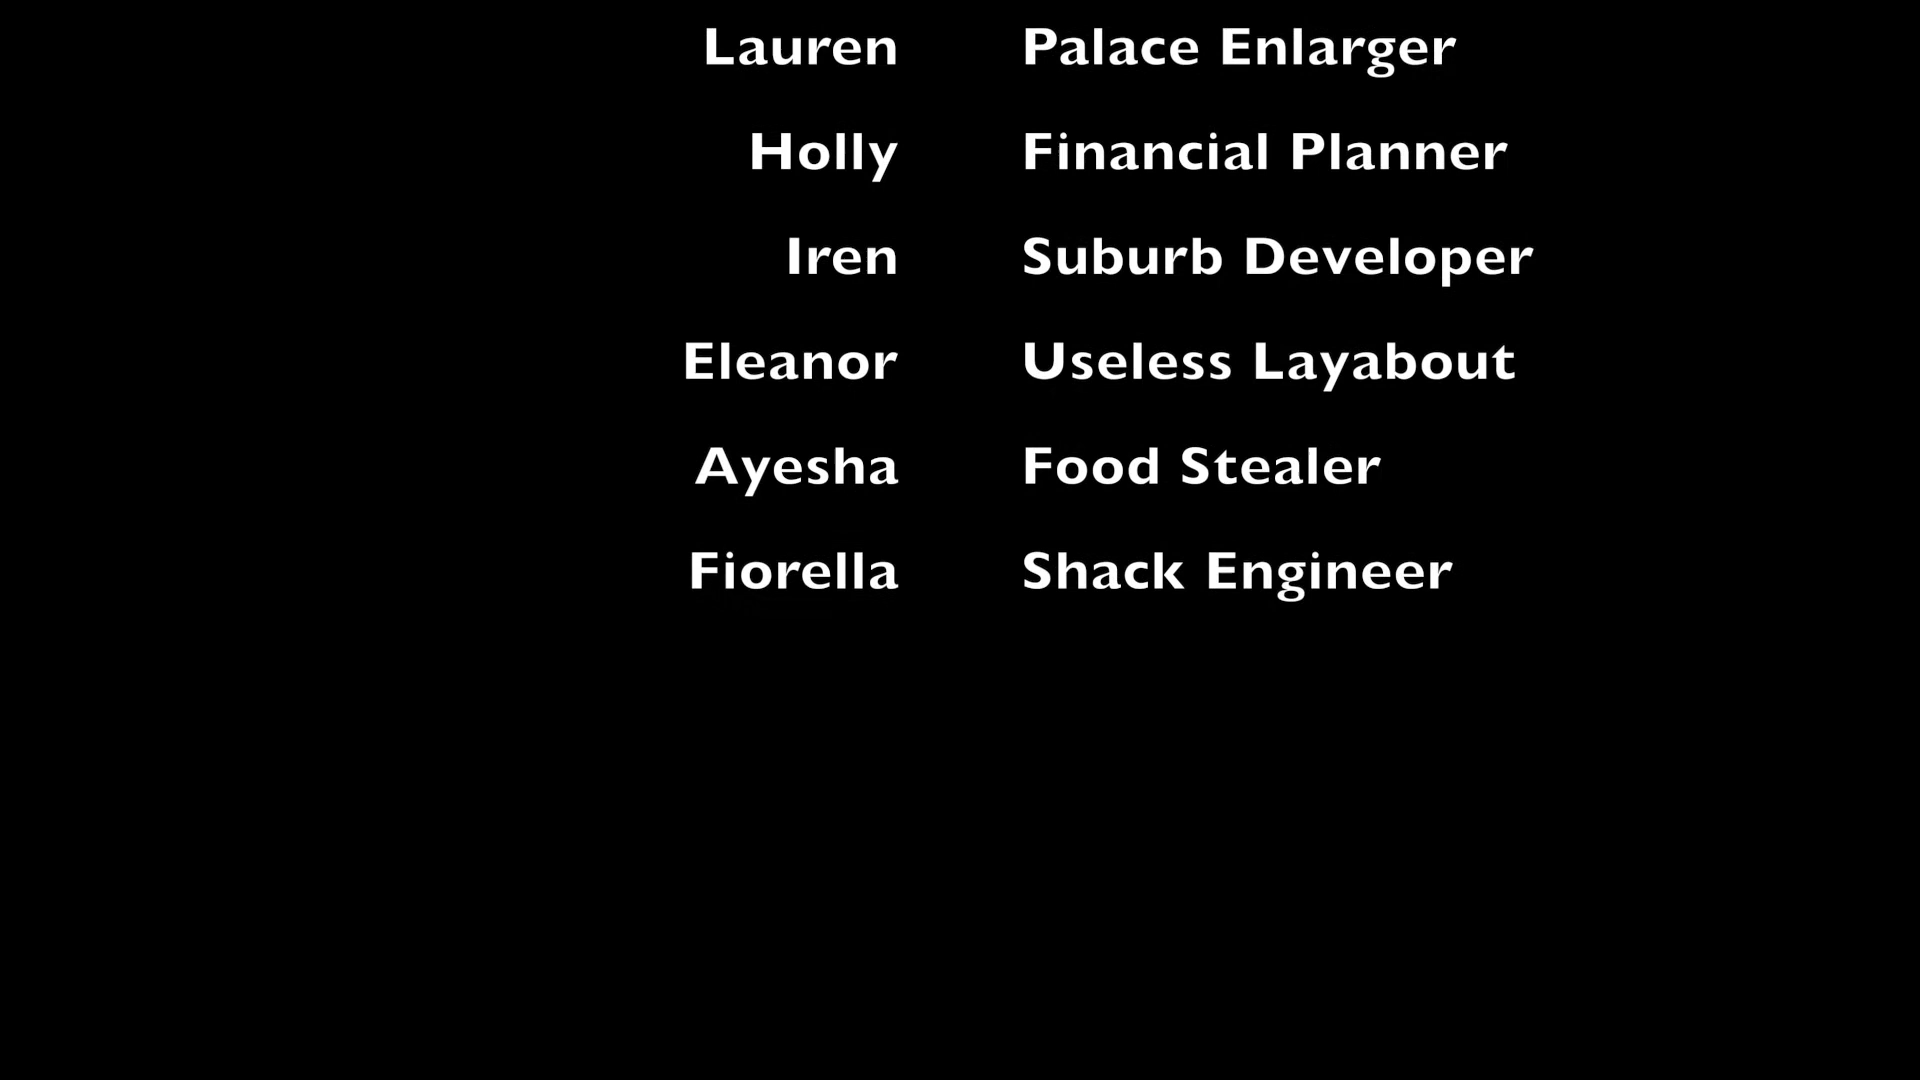 Lauren Palace Enlarger
Holly Financial Planner
Iren Suburb Developer
Eleanor Useless Layabout
Ayesha Food Stealer
Fiorella Shack Engineer